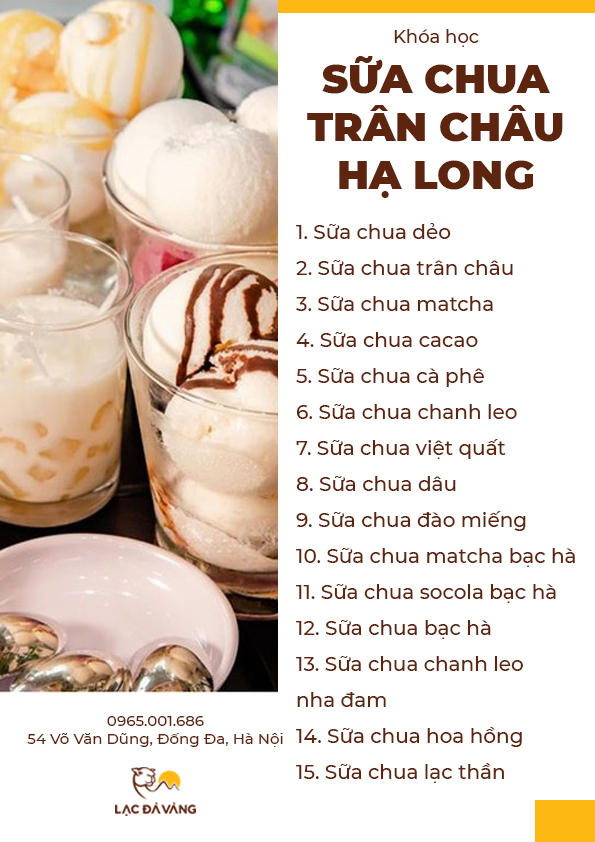 Khóa học
SỮA CHUA
TRÂN CHÂU
HẠ LONG
1. Sữa chua dẻo
2. Sữa chua trân châu
3. Sữa chua matcha
4. Sữa chua cacao
5. Sữa chua cà phê
6. Sữa chua chanh leo
7. Sữa chua việt quất
8. Sữa chua dâu
9. Sữa chua đào miếng
10. Sữa chua matcha bạc hà
11. Sữa chua socola bạc hà
12. Sữa chua bạc hà
13. Sữa chua chanh leo
nha đam
14. Sữa chua hoa hồng
15. Sữa chua lạc thần
0965.001.686
54 Võ Văn Dũng, Đống Đa, Hà Nội
LẠC ĐÀ VÀNG